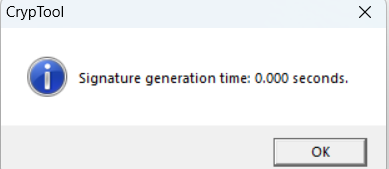 CrypTool
Signature generation time: 0.000 seconds.
OK